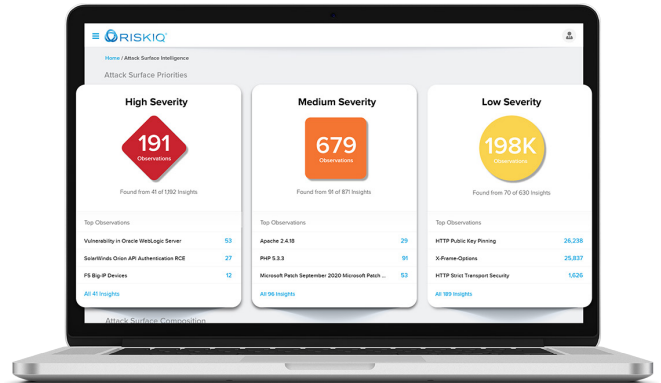 RISKIQ
Home / Attack Surface Intelligence
Attack Surface Priorities
High Severity
191
Observations
Found from 41 of 1,192 Insights
Top Observations
Vulnerability in Oracle WebLogic Server 53
SolarWinds Orion API Authentication RCE 27
F5 Big-IP Devices 12
All 41 Insights
Medium Severity
679
Observations
Found from 91 of 871 Insights
Top Observations
Apache 2.4.18 29
PHP 5.3.3 91
Microsoft Patch September 2020 Microsoft Patch ... 53
All 96 Insights
Low Severity
198K
Observations
Found from 70 of 630 Insights
Top Observations
HTTP Public Key Pinning 26,238
X-Frame-Options 25,837
HTTP Strict Transport Security 1,626
All 189 Insights
Attack Surface Composition